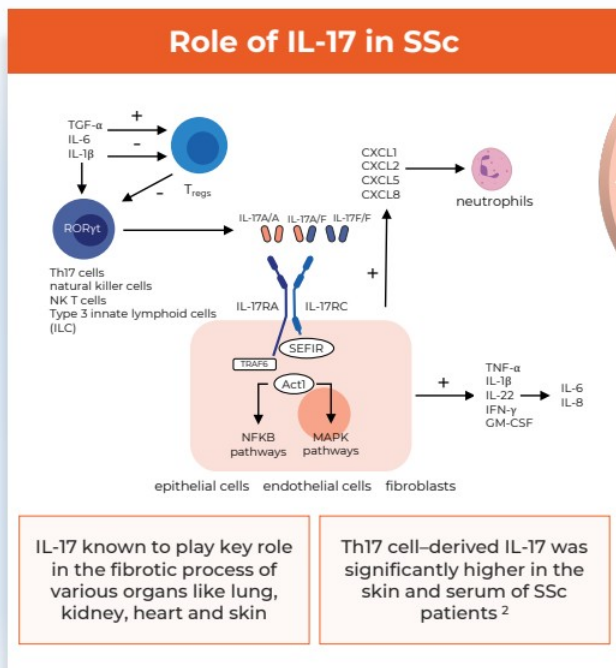 Role of IL-17 in SSc
TGF-α
IL-6
IL-1β
+
-
-
Tregs
RORγt
Th17 cells
natural killer cells
NK T cells
Type 3 innate lymphoid cells
(ILC)
IL-17A/A IL-17A/F IL-17F/F
IL-17RA
IL-17RC
CXCL1
CXCL2
CXCL5
CXCL8
neutrophils
+
SEFIR
TRAF6
Act1
NFKB
pathways
MAPK
pathways
+
TNF-α
IL-1β
IL-22
IFN-γ
GM-CSF
IL-6
IL-8
epithelial cells endothelial cells fibroblasts
IL-17 known to play key role
in the fibrotic process of
various organs like lung,
kidney, heart and skin
Th17 cell–derived IL-17 was
significantly higher in the
skin and serum of SSc
patients 2